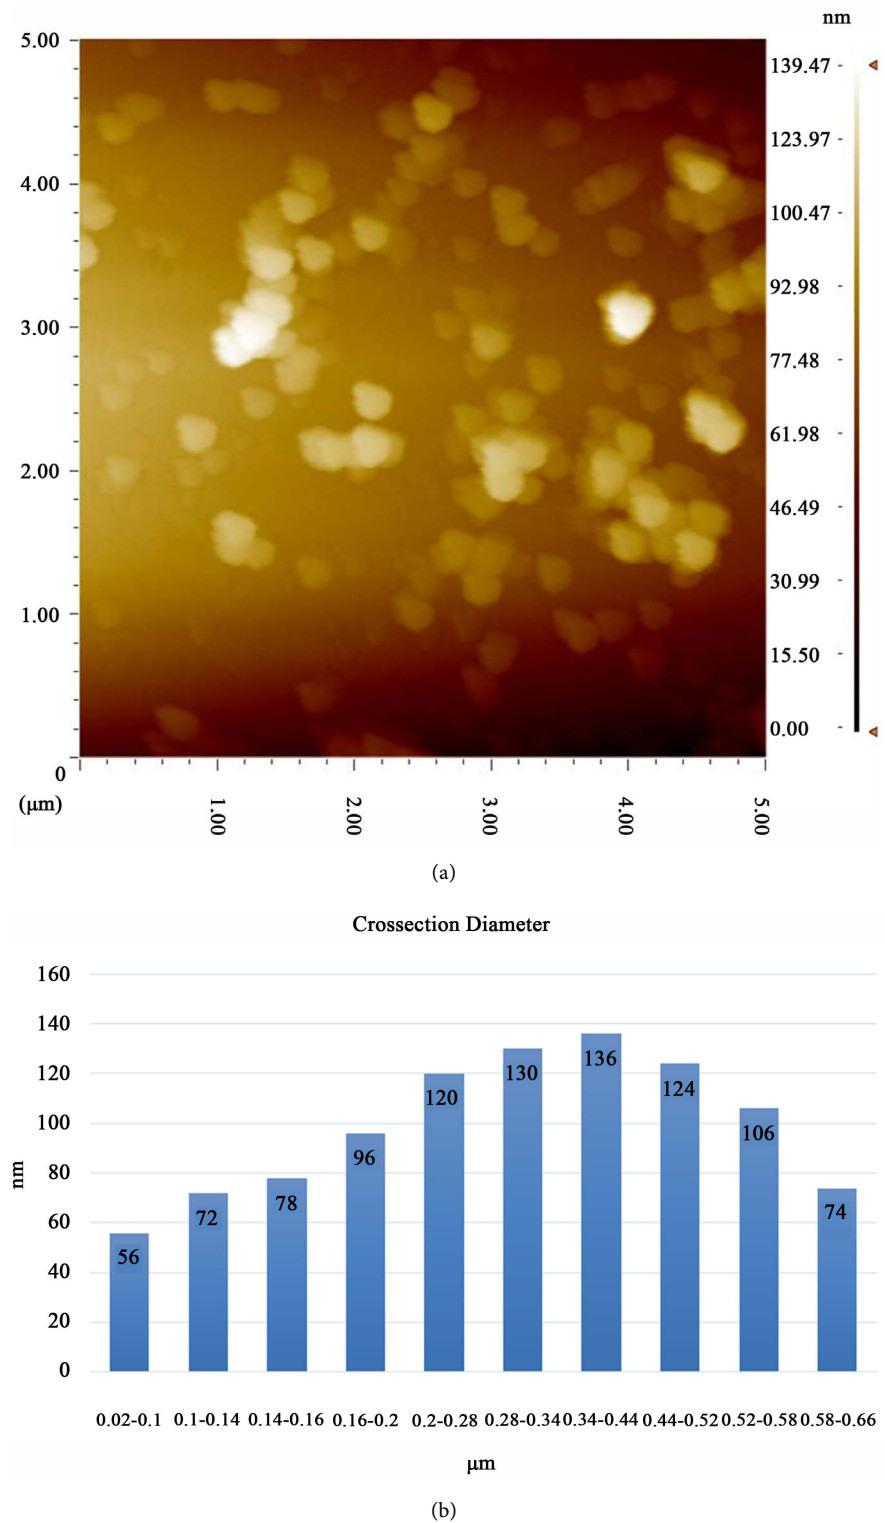 nm
5.00
4.00
3.00
2.00
1.00
0
(μm)
139.47
123.97
100.47
92.98
77.48
61.98
46.49
30.99
15.50
0.00
1.00 2.00 3.00 4.00 5.00
(a)
Crossection Diameter
nm
160
140
120
100
80
60
40
20
0
56 72 78 96 120 130 136 124 106 74
0.02-0.1 0.1-0.14 0.14-0.16 0.16-0.2 0.2-0.28 0.28-0.34 0.34-0.44 0.44-0.52 0.52-0.58 0.58-0.66
μm
(b)